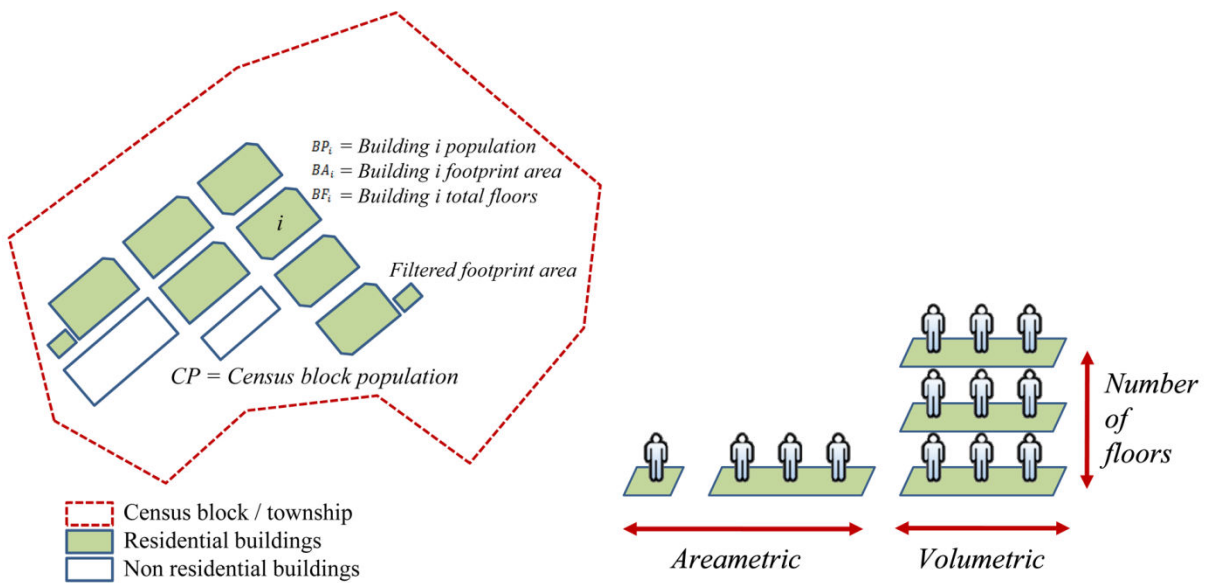 BPᵢ = Building i population
BAᵢ = Building i footprint area
BFᵢ = Building i total floors
i
Filtered footprint area
CP = Census block population
Census block / township
Residential buildings
Non residential buildings
Number
of
floors
Areametric
Volumetric